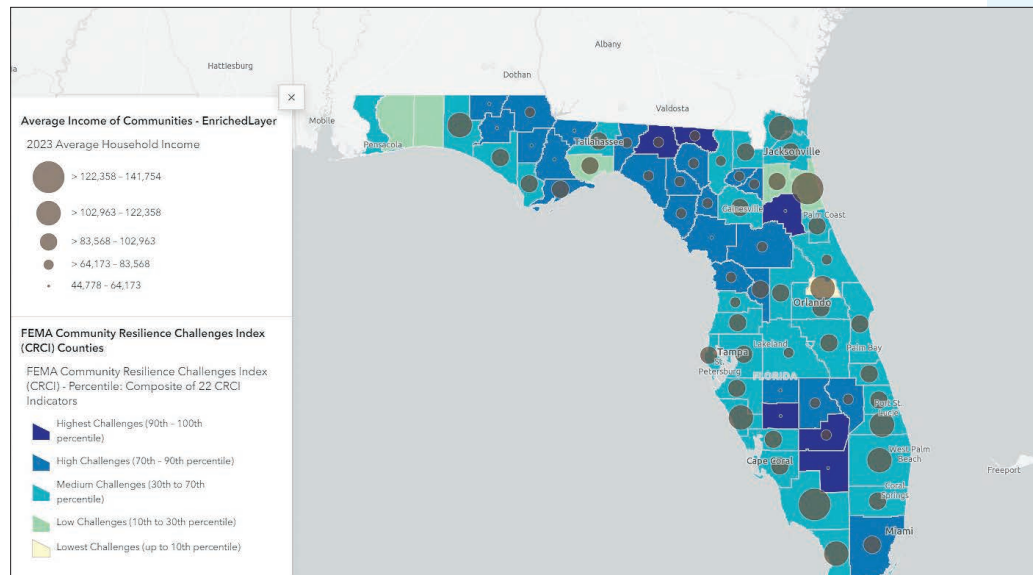 Albany
Hattiesburg
Dothan
×
Mobile
Valdosta
Average Income of Communities - EnrichedLayer
2023 Average Household Income
> 122,358 – 141,754
> 102,963 – 122,358
> 83,568 – 102,963
> 64,173 – 83,568
44,778 – 64,173
Pensacola
Tallahassee
Jacksonville
Gainesville
Palm Coast
Orlando
Lakeland
Palm Bay
Tampa
St.
Petersburg
FLORIDA
Port St.
Lucie
Cape Coral
West Palm
Beach
Coral
Springs
Freeport
Miami
FEMA Community Resilience Challenges Index
(CRCI) Counties
FEMA Community Resilience Challenges Index
(CRCI) - Percentile: Composite of 22 CRCI
Indicators
Highest Challenges (90th - 100th
percentile)
High Challenges (70th - 90th percentile)
Medium Challenges (30th to 70th
percentile)
Low Challenges (10th to 30th percentile)
Lowest Challenges (up to 10th percentile)